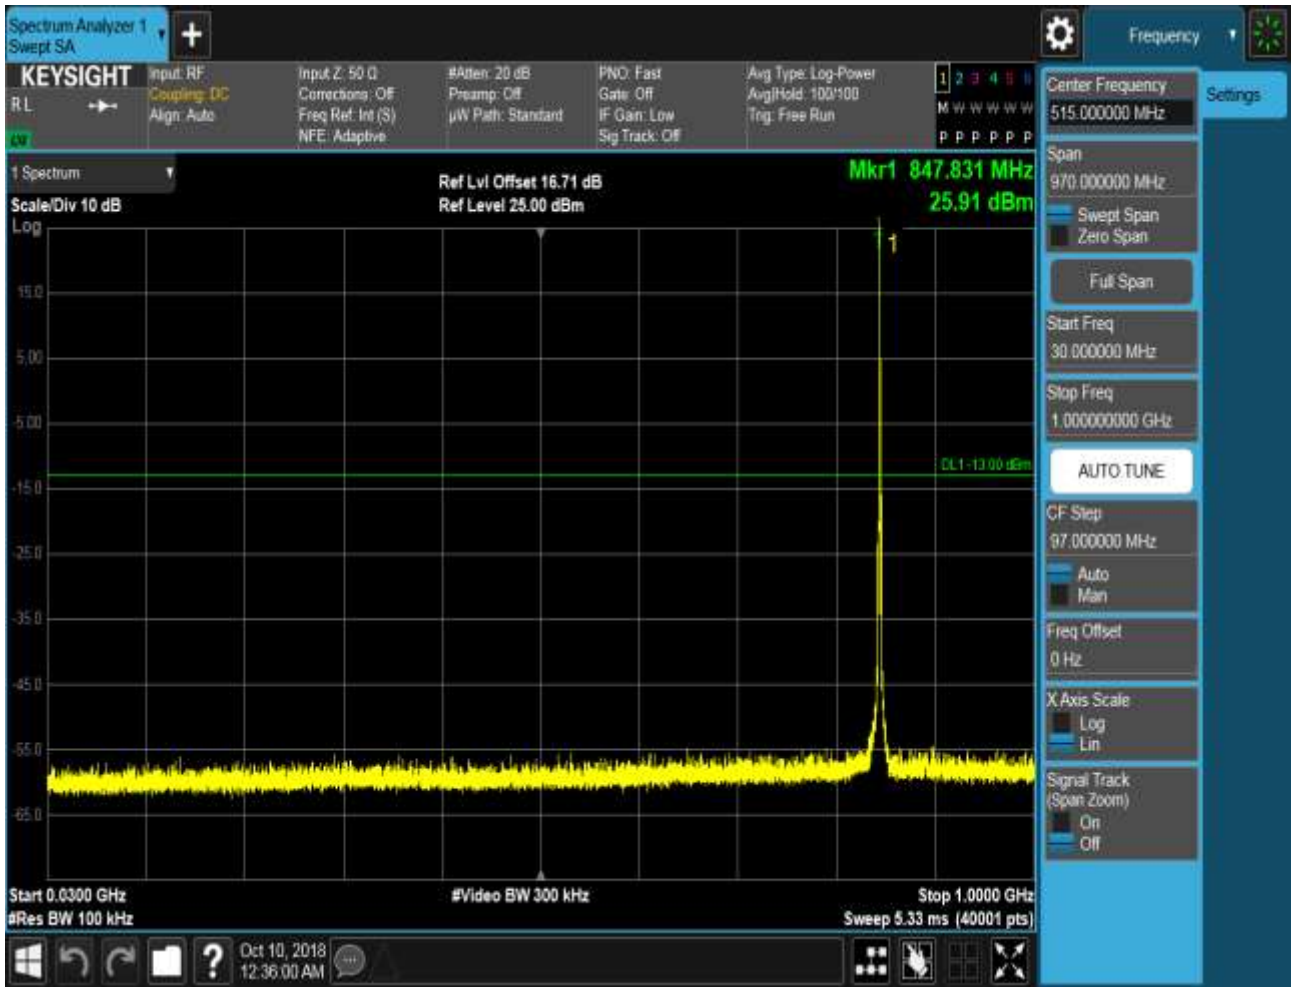 Spectrum Analyzer 1
Swept SA
+
Frequency
KEYSIGHT
R L
Input: RF
Coupling: DC
Align: Auto
Input Z: 50 Ω
Corrections: Off
Freq Ref: Int (S)
NFE: Adaptive
#Atten: 20 dB
Preamp: Off
µW Path: Standard
PNO: Fast
Gate: Off
IF Gain: Low
Sig Track: Off
Avg Type: Log-Power
Avg|Hold: 100/100
Trig: Free Run
1 2 3 4 5 6
M W W W W W
P P P P P P
1 Spectrum
Scale/Div 10 dB
Log
Ref Lvl Offset 16.71 dB
Ref Level 25.00 dBm
Mkr1 847.831 MHz
25.91 dBm
1
15.0
5.00
-5.00
DL1 -13.00 dBm
-15.0
-25.0
-35.0
-45.0
-55.0
-65.0
Start 0.0300 GHz
#Res BW 100 kHz
#Video BW 300 kHz
Stop 1.0000 GHz
Sweep 5.33 ms (40001 pts)
?
Oct 10, 2018
12:36:00 AM
Center Frequency
515.000000 MHz
Settings
Span
970.000000 MHz
Swept Span
Zero Span
Full Span
Start Freq
30.000000 MHz
Stop Freq
1.000000000 GHz
AUTO TUNE
CF Step
97.000000 MHz
Auto
Man
Freq Offset
0 Hz
X Axis Scale
Log
Lin
Signal Track
(Span Zoom)
On
Off